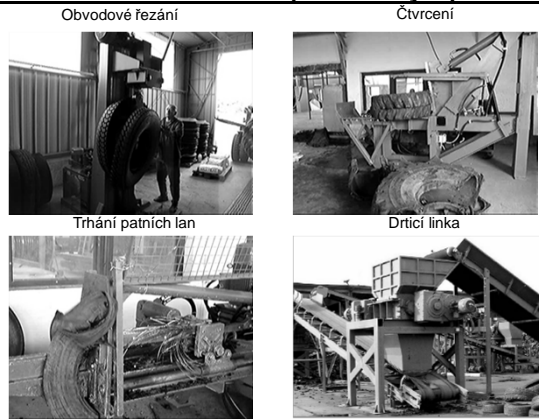 Obvodové řezání
Čtvrcení
Trhání patních lan
Drticí linka